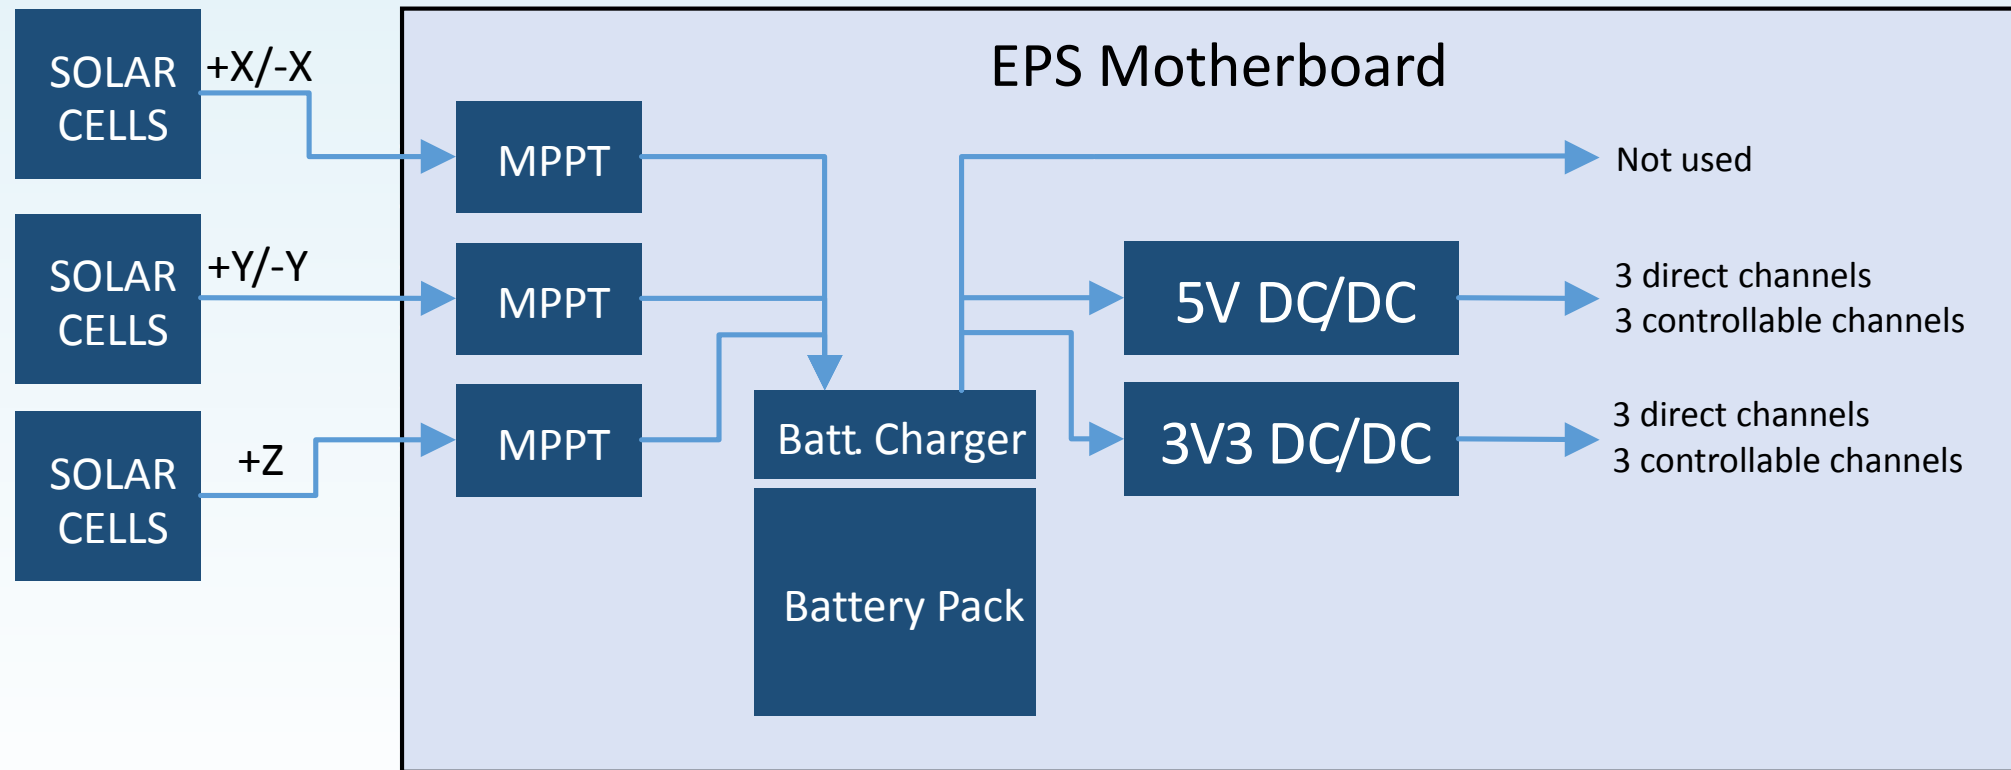 EPS Motherboard
SOLAR
CELLS
+X/-X
MPPT
Not used
SOLAR
CELLS
+Y/-Y
MPPT
5V DC/DC
3 direct channels
3 controllable channels
SOLAR
CELLS
+Z
MPPT
Batt. Charger
3V3 DC/DC
3 direct channels
3 controllable channels
Battery Pack